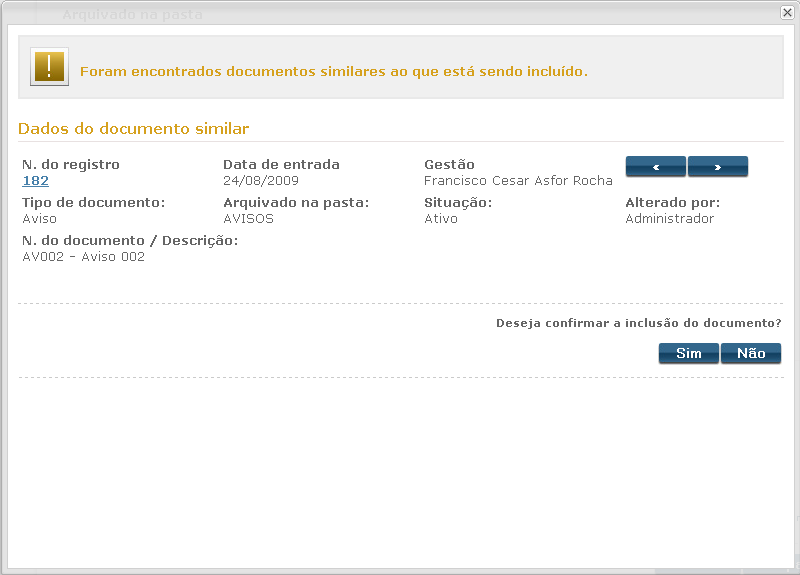 Arquivado na pasta
Foram encontrados documentos similares ao que está sendo incluído.
Dados do documento similar
N. do registro
182
Data de entrada
24/08/2009
Gestão
Francisco Cesar Asfor Rocha
« »
Tipo de documento:
Aviso
Arquivado na pasta:
AVISOS
Situação:
Ativo
Alterado por:
Administrador
N. do documento / Descrição:
AV002 - Aviso 002
Deseja confirmar a inclusão do documento?
Sim Não